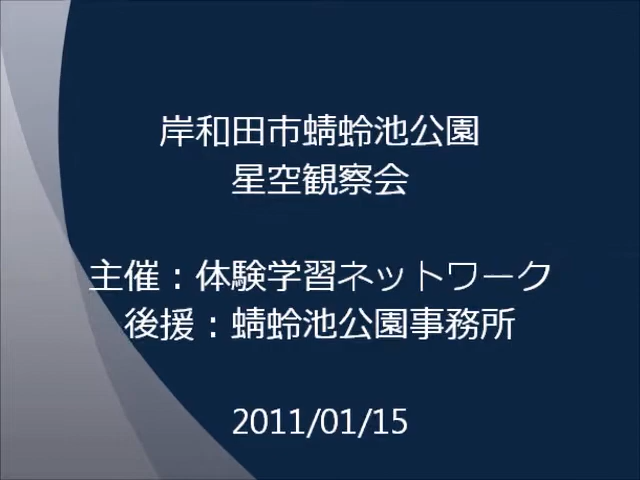 岸和田市蜻蛉池公園
星空観察会
主催：体験学習ネットワーク
後援：蜻蛉池公園事務所
2011/01/15